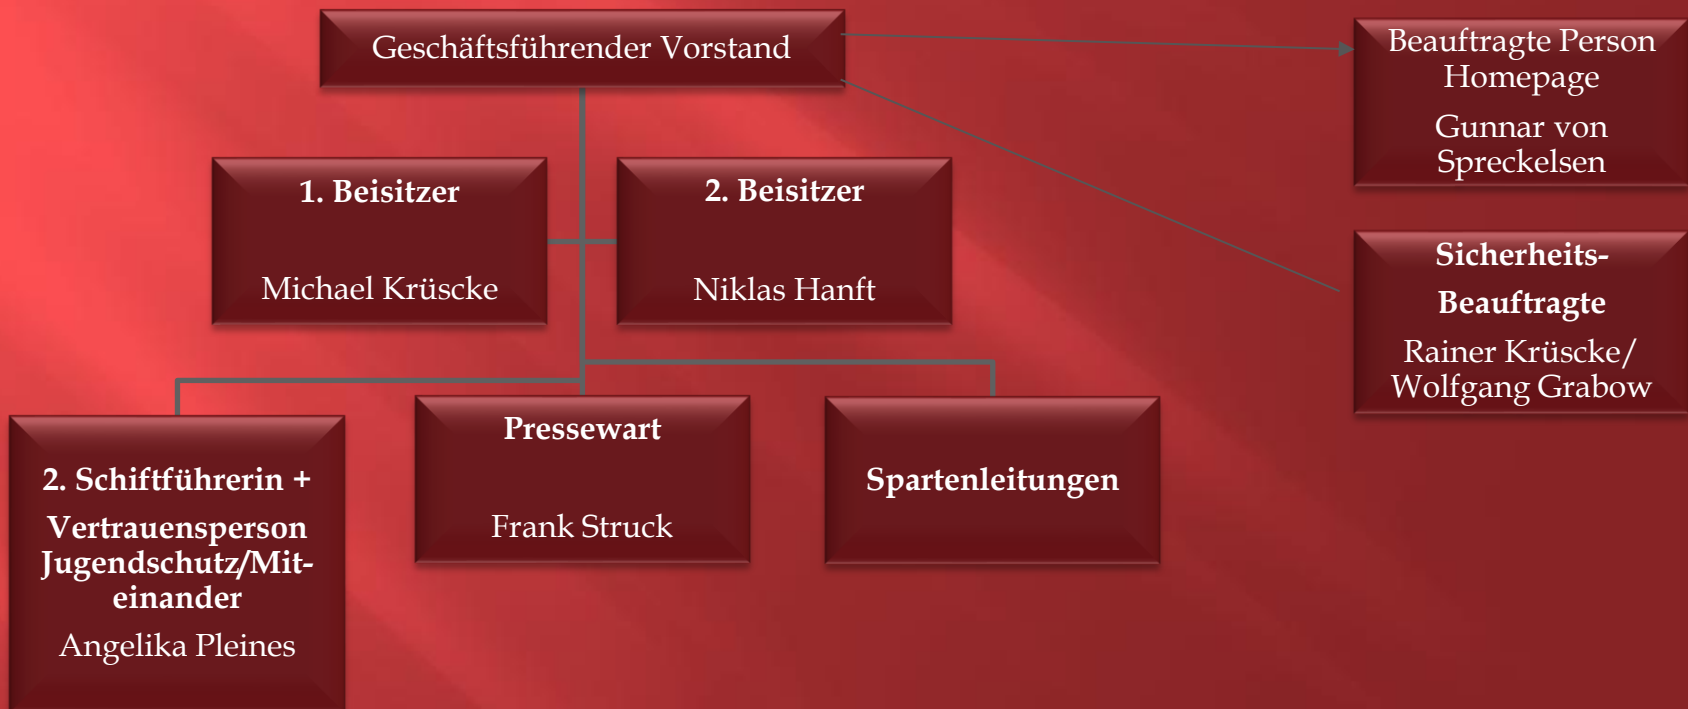 Geschäftsführender Vorstand
Beauftragte Person
Homepage
Gunnar von
Spreckelsen
1. Beisitzer
Michael Krüscke
2. Beisitzer
Niklas Hanft
Sicherheits-
Beauftragte
Rainer Krüscke/
Wolfgang Grabow
2. Schiftführerin +
Vertrauensperson
Jugendschutz/Mit-
einander
Angelika Pleines
Pressewart
Frank Struck
Spartenleitungen